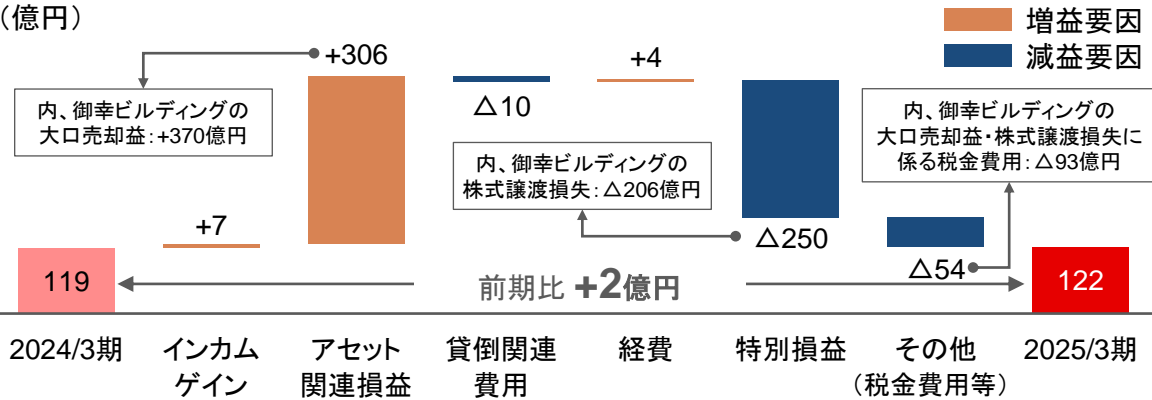 (億円)
増益要因
減益要因
+306
+4
内、御幸ビルディングの
大口売却益:+370億円
△10
内、御幸ビルディングの
株式譲渡損失:△206億円
内、御幸ビルディングの
大口売却益・株式譲渡損失に
係る税金費用:△93億円
+7
△250
△54
119
前期比 +2億円
122
2024/3期
インカム
ゲイン
アセット
関連損益
貸倒関連
費用
経費
特別損益
その他
(税金費用等)
2025/3期